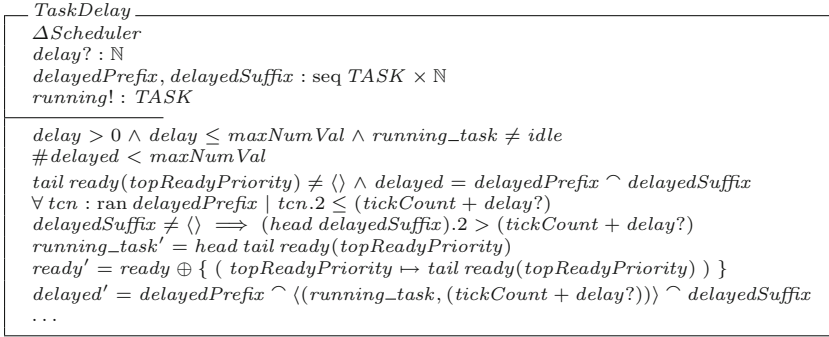 TaskDelay
ΔScheduler
delay? : ℕ
delayedPrefix, delayedSuffix : seq TASK × ℕ
running! : TASK
delay > 0 ∧ delay ≤ maxNumVal ∧ running_task ≠ idle
#delayed < maxNumVal
tail ready(topReadyPriority) ≠ ⟨⟩ ∧ delayed = delayedPrefix ⌢ delayedSuffix
∀ tcn : ran delayedPrefix | tcn.2 ≤ (tickCount + delay?)
delayedSuffix ≠ ⟨⟩ ⟹ (head delayedSuffix).2 > (tickCount + delay?)
running_task′ = head tail ready(topReadyPriority)
ready′ = ready ⊕ { ( topReadyPriority ↦ tail ready(topReadyPriority) ) }
delayed′ = delayedPrefix ⌢ ⟨(running_task, (tickCount + delay?))⟩ ⌢ delayedSuffix
...